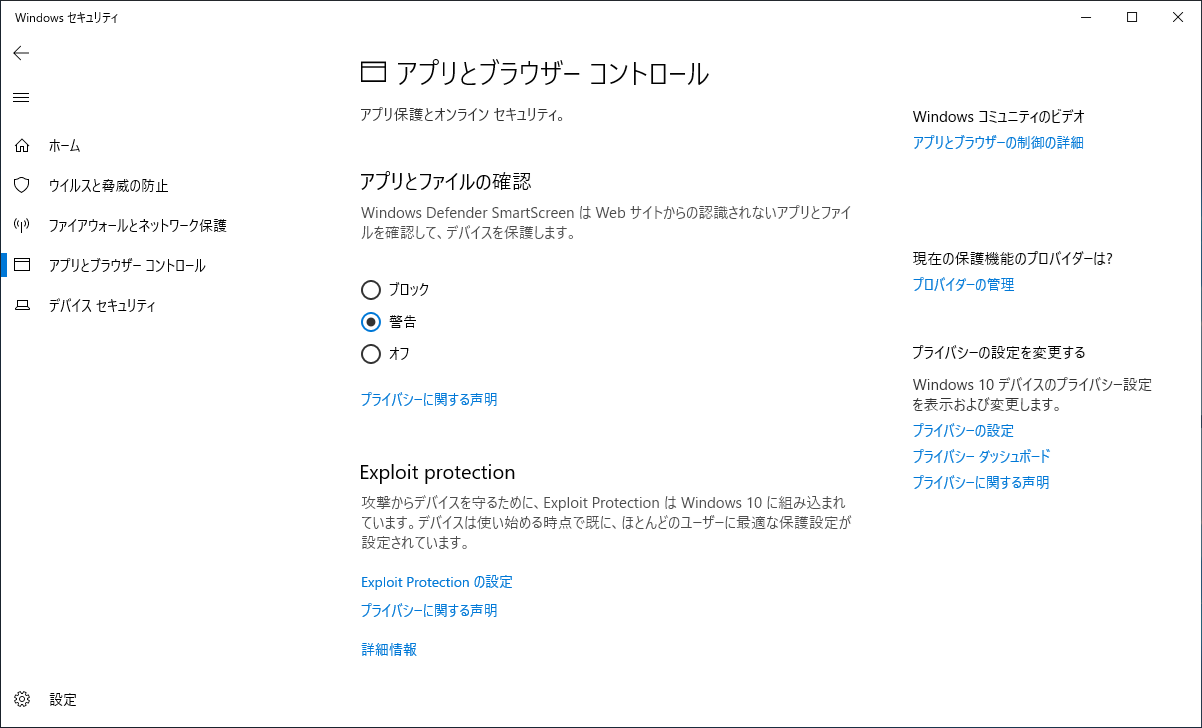 Windows セキュリティ
ホーム
ウイルスと脅威の防止
ファイアウォールとネットワーク保護
アプリとブラウザー コントロール
デバイス セキュリティ
設定
アプリとブラウザー コントロール
アプリ保護とオンライン セキュリティ。
アプリとファイルの確認
Windows Defender SmartScreen は Web サイトからの認識されないアプリとファイ
ルを確認して、デバイスを保護します。
ブロック
警告
オフ
プライバシーに関する声明
Exploit protection
攻撃からデバイスを守るために、Exploit Protection は Windows 10 に組み込まれ
ています。デバイスは使い始める時点で既に、ほとんどのユーザーに最適な保護設定が
設定されています。
Exploit Protection の設定
プライバシーに関する声明
詳細情報
Windows コミュニティのビデオ
アプリとブラウザーの制御の詳細
現在の保護機能のプロバイダーは?
プロバイダーの管理
プライバシーの設定を変更する
Windows 10 デバイスのプライバシー設定
を表示および変更します。
プライバシーの設定
プライバシー ダッシュボード
プライバシーに関する声明